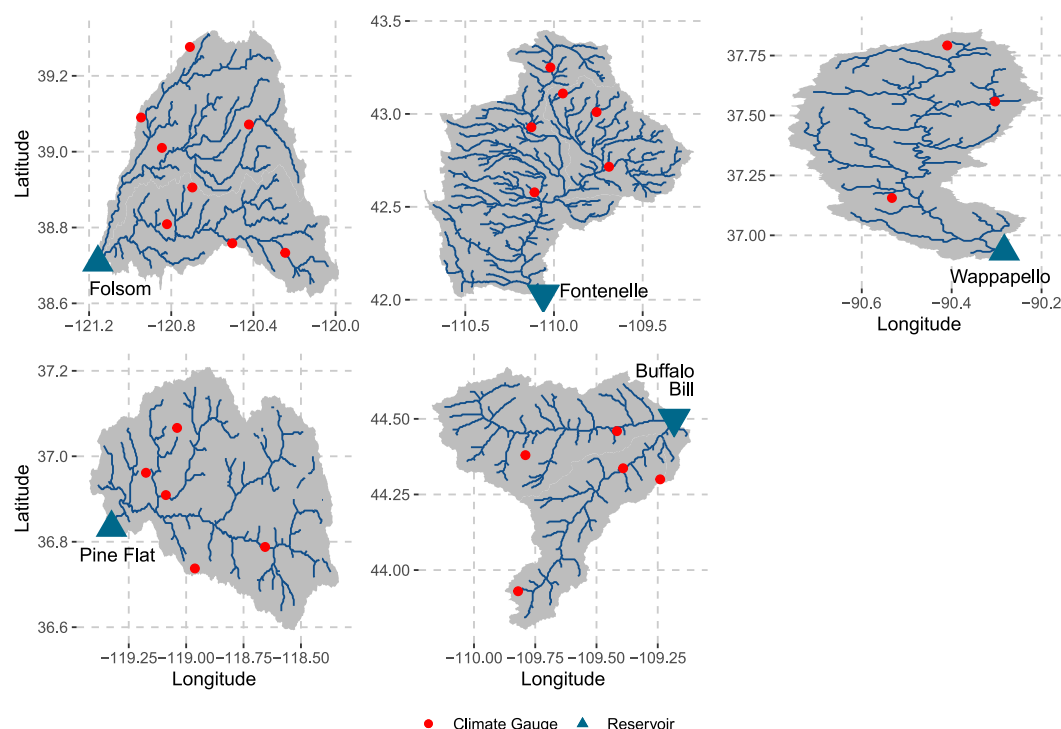 43.5
37.75
39.2
43.0
37.50
39.0
Latitude
42.5
37.25
38.8
37.00
Folsom
Fontenelle
Wappapello
38.6
42.0
−121.2 −120.8 −120.4 −120.0
−110.5 −110.0 −109.5
−90.6 −90.4 −90.2
Longitude
37.2
Buffalo
Bill
44.50
37.0
Latitude
44.25
36.8
Pine Flat
44.00
36.6
−119.25 −119.00 −118.75 −118.50
−110.00 −109.75 −109.50 −109.25
Longitude
Longitude
Climate Gauge Reservoir